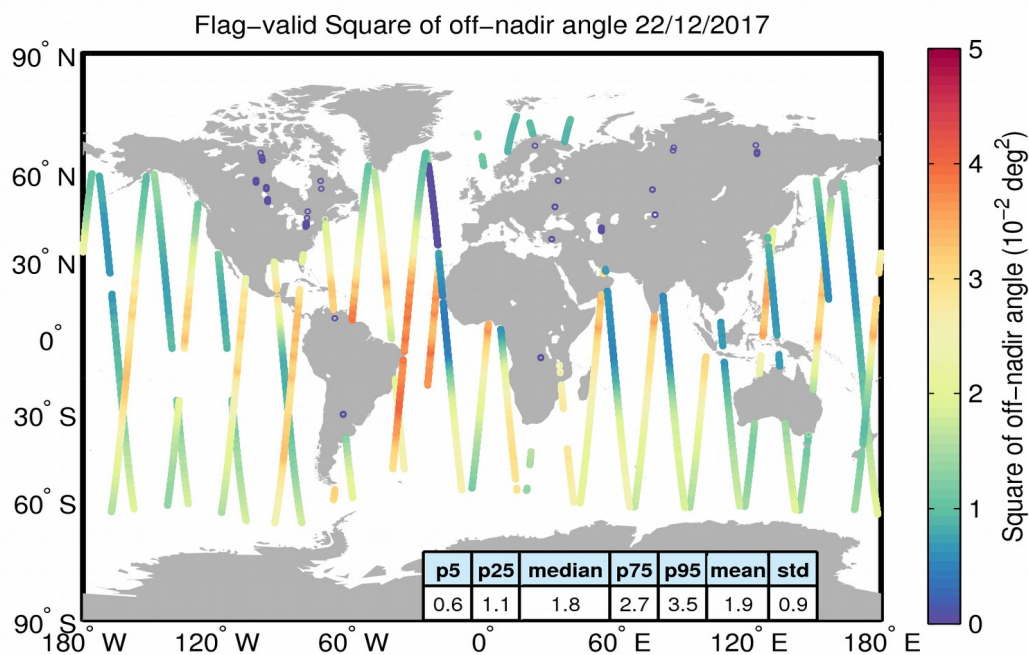 Flag-valid Square of off-nadir angle 22/12/2017
90° N
60° N
30° N
0°
30° S
60° S
90° S
180° W
120° W
60° W
0°
60° E
120° E
180° E
p5 p25 median p75 p95 mean std
0.6 1.1 1.8 2.7 3.5 1.9 0.9
5
4
3
2
1
0
Square of off-nadir angle (10⁻² deg²)